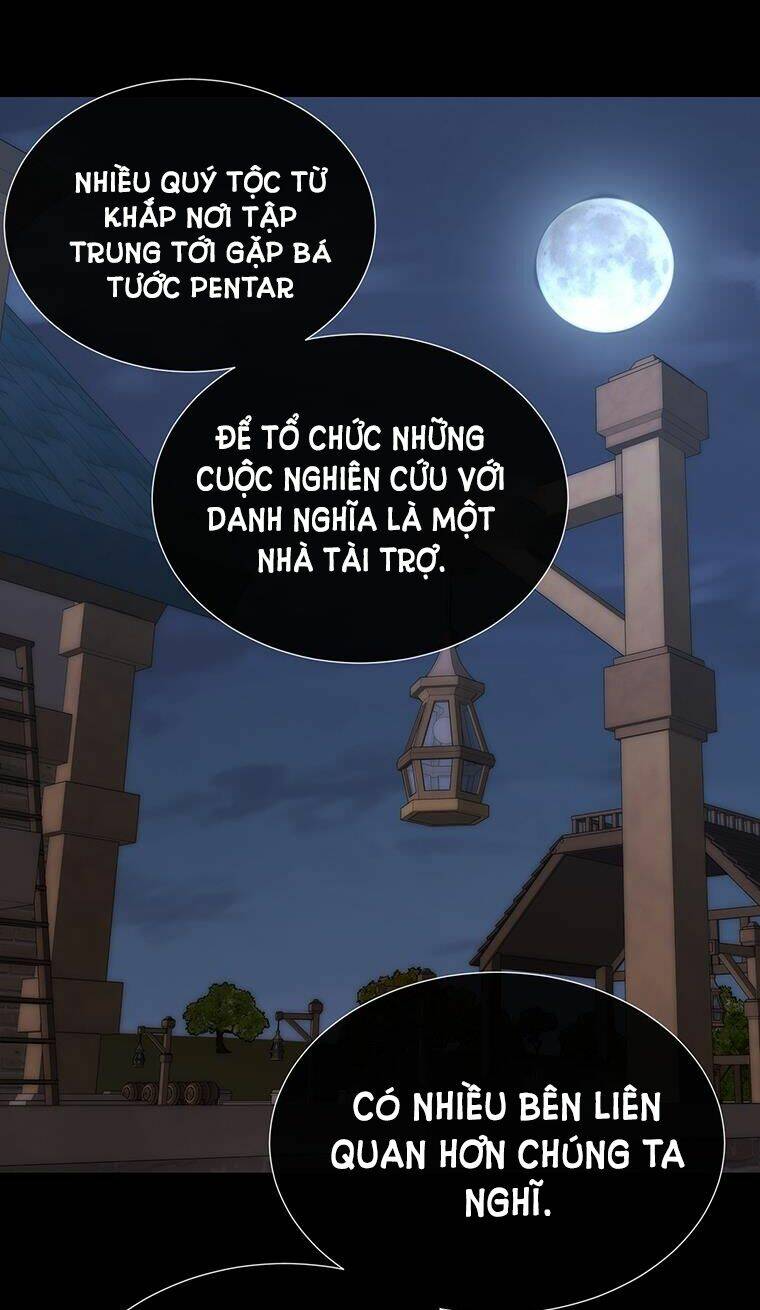 NHIỀU QUÝ TỘC TỪ
KHẮP NƠI TẬP
TRUNG TỚI GẶP BÁ
TƯỚC PENTAR
ĐỂ TỔ CHỨC NHỮNG
CUỘC NGHIÊN CỨU VỚI
DANH NGHĨA LÀ MỘT
NHÀ TÀI TRỢ.
CÓ NHIỀU BÊN LIÊN
QUAN HƠN CHÚNG TA
NGHĨ.